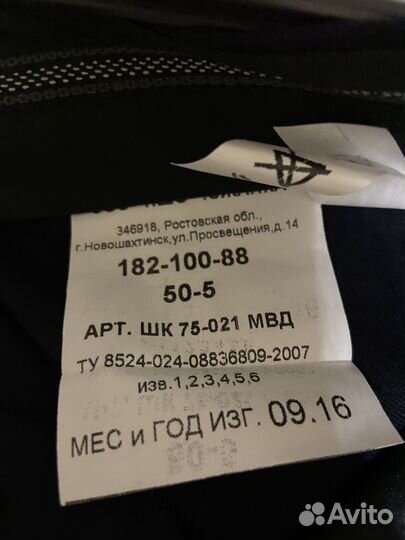 346918, Ростовская обл.,
г.Новошахтинск,ул.Просвещения,д.14
182-100-88
50-5
АРТ. ШК 75-021 МВД
ТУ 8524-024-08836809-2007
изв.1,2,3,4,5,6
МЕС и ГОД ИЗГ. 09.16
Avito